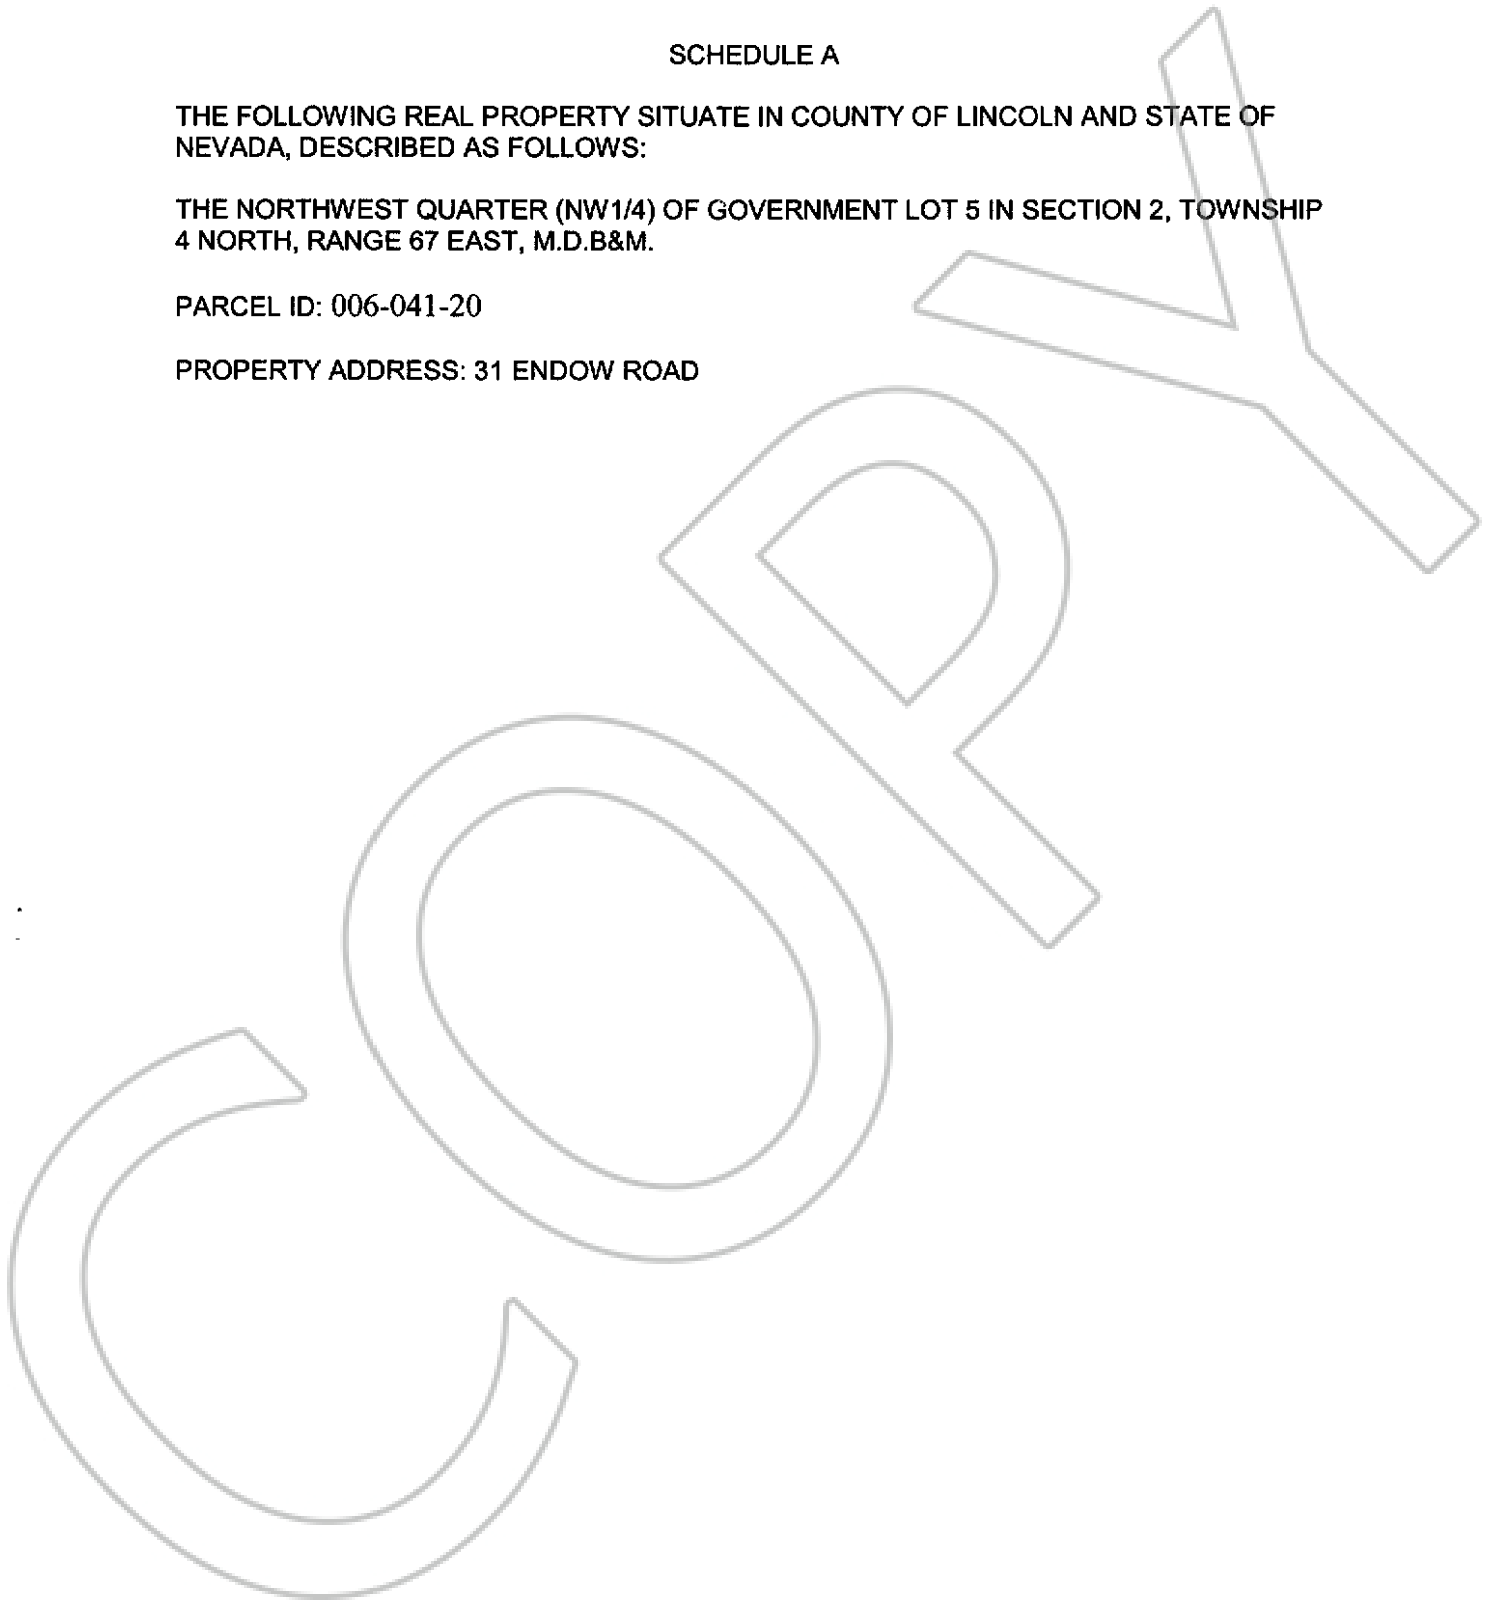 SCHEDULE A
THE FOLLOWING REAL PROPERTY SITUATE IN COUNTY OF LINCOLN AND STATE OF
NEVADA, DESCRIBED AS FOLLOWS:
THE NORTHWEST QUARTER (NW1/4) OF GOVERNMENT LOT 5 IN SECTION 2, TOWNSHIP
4 NORTH, RANGE 67 EAST, M.D.B&M.
PARCEL ID: 006-041-20
PROPERTY ADDRESS: 31 ENDOW ROAD
COPY